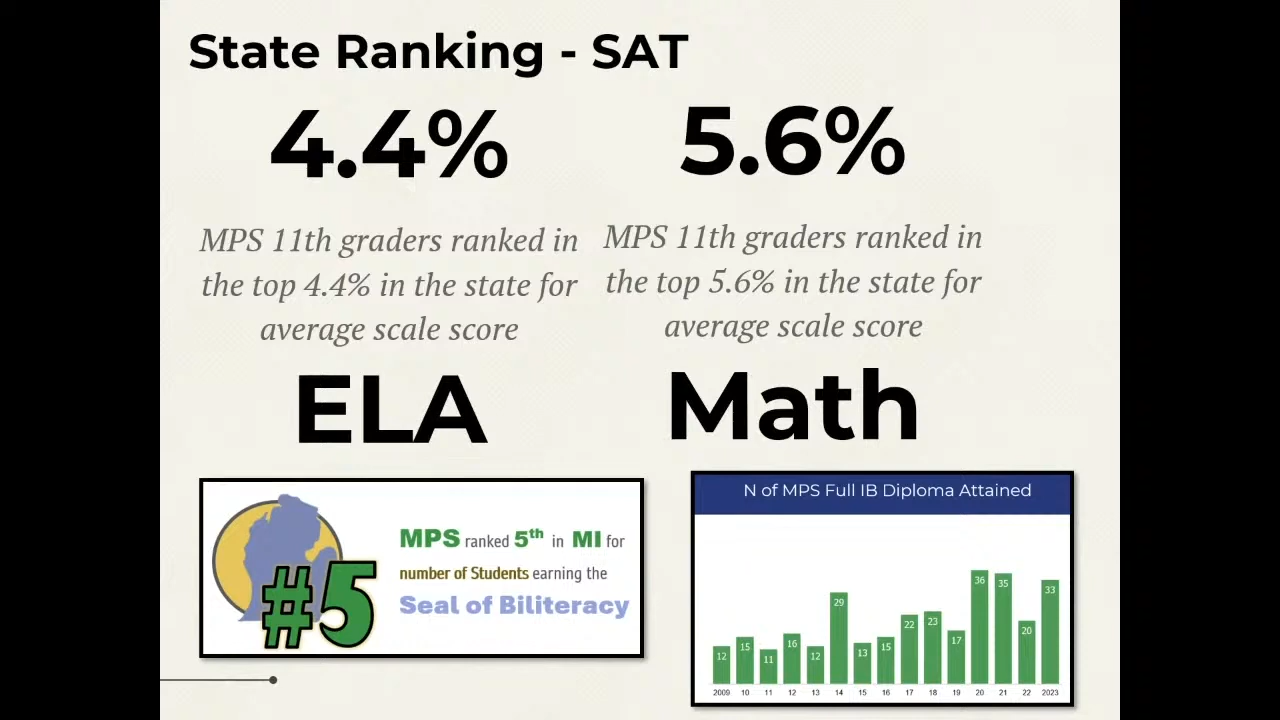 State Ranking - SAT
4.4%
MPS 11th graders ranked in
the top 4.4% in the state for
average scale score
ELA
5.6%
MPS 11th graders ranked in
the top 5.6% in the state for
average scale score
Math
#5
MPS ranked 5th in MI for
number of Students earning the
Seal of Biliteracy
N of MPS Full IB Diploma Attained
12 15 11 16 12 29 13 15 22 23 17 36 35 20 33
2009 10 11 12 13 14 15 16 17 18 19 20 21 22 2023